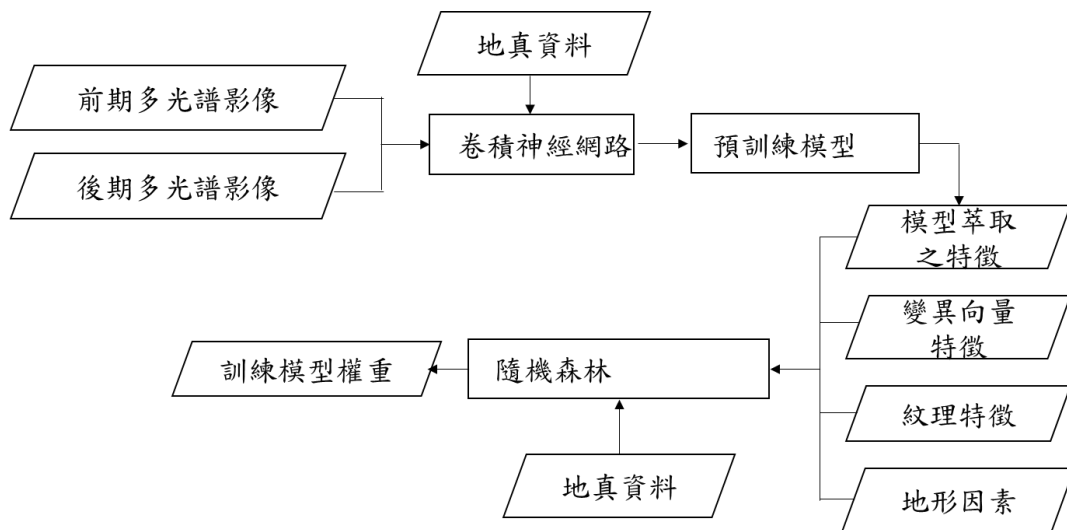 地真資料
前期多光譜影像
後期多光譜影像
卷積神經網路
預訓練模型
模型萃取
之特徵
變異向量
特徵
紋理特徵
地形因素
隨機森林
訓練模型權重
地真資料